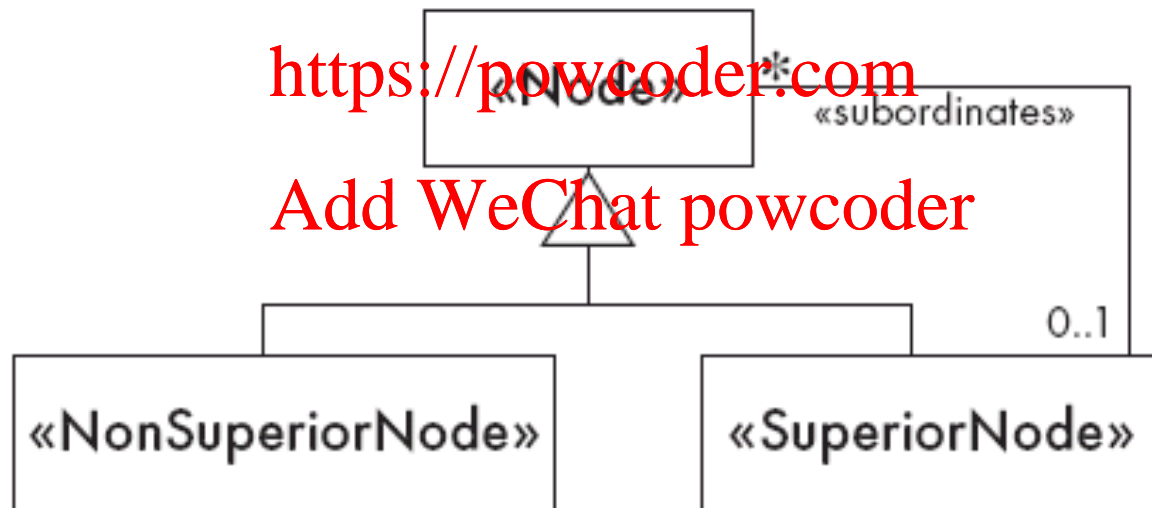 https://powcoder.com
«Node»
*
«subordinates»
Add WeChat powcoder
0..1
«NonSuperiorNode»
«SuperiorNode»